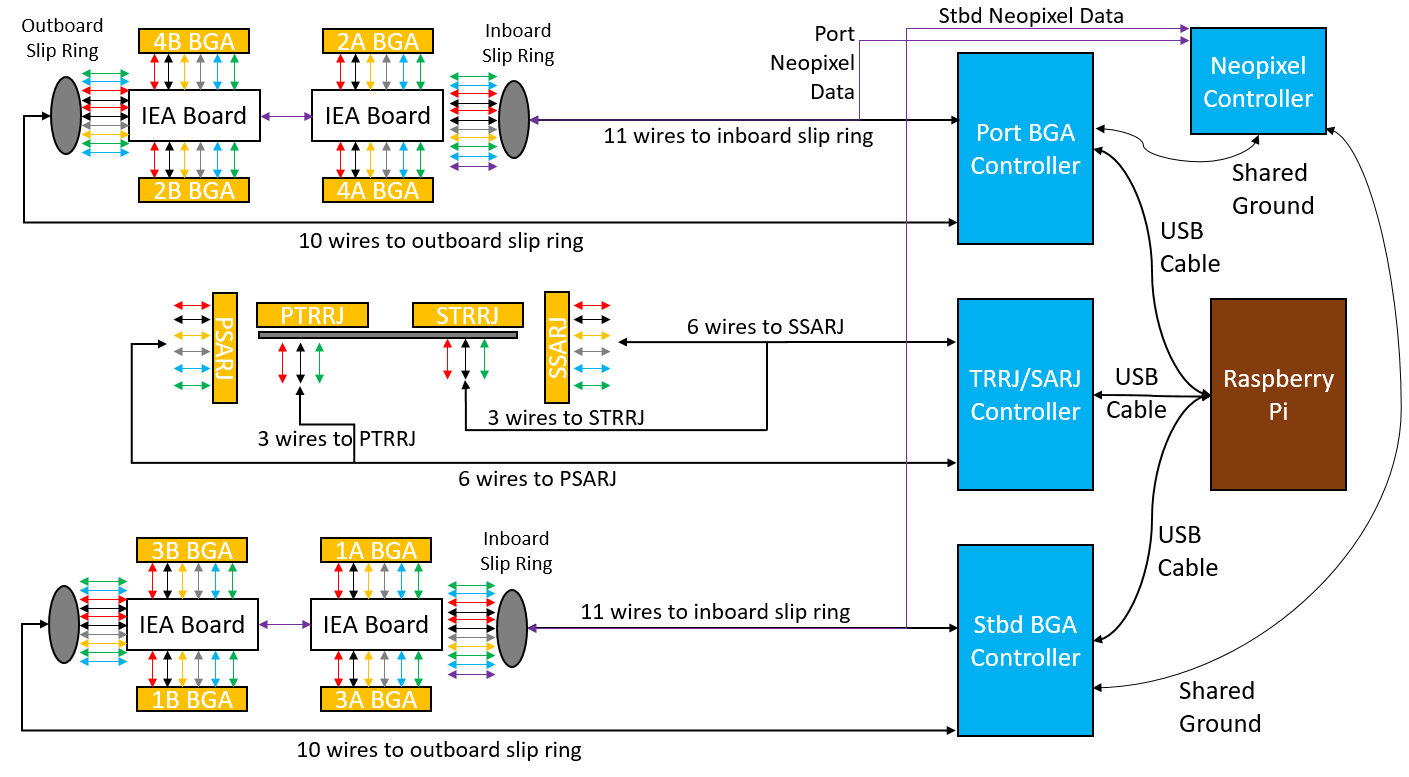 Stbd Neopixel Data
Outboard
Slip Ring
4B BGA
2A BGA
Inboard
Slip Ring
Port
Neopixel
Data
Neopixel
Controller
IEA Board
IEA Board
11 wires to inboard slip ring
Port BGA
Controller
2B BGA
4A BGA
Shared
Ground
10 wires to outboard slip ring
USB
Cable
PSARJ
PTRRJ
STRRJ
SSARJ
6 wires to SSARJ
TRRJ/SARJ
Controller
USB
Cable
Raspberry
Pi
3 wires to STRRJ
3 wires to PTRRJ
6 wires to PSARJ
3B BGA
1A BGA
Inboard
Slip Ring
USB
Cable
IEA Board
IEA Board
11 wires to inboard slip ring
Stbd BGA
Controller
1B BGA
3A BGA
Shared
Ground
10 wires to outboard slip ring